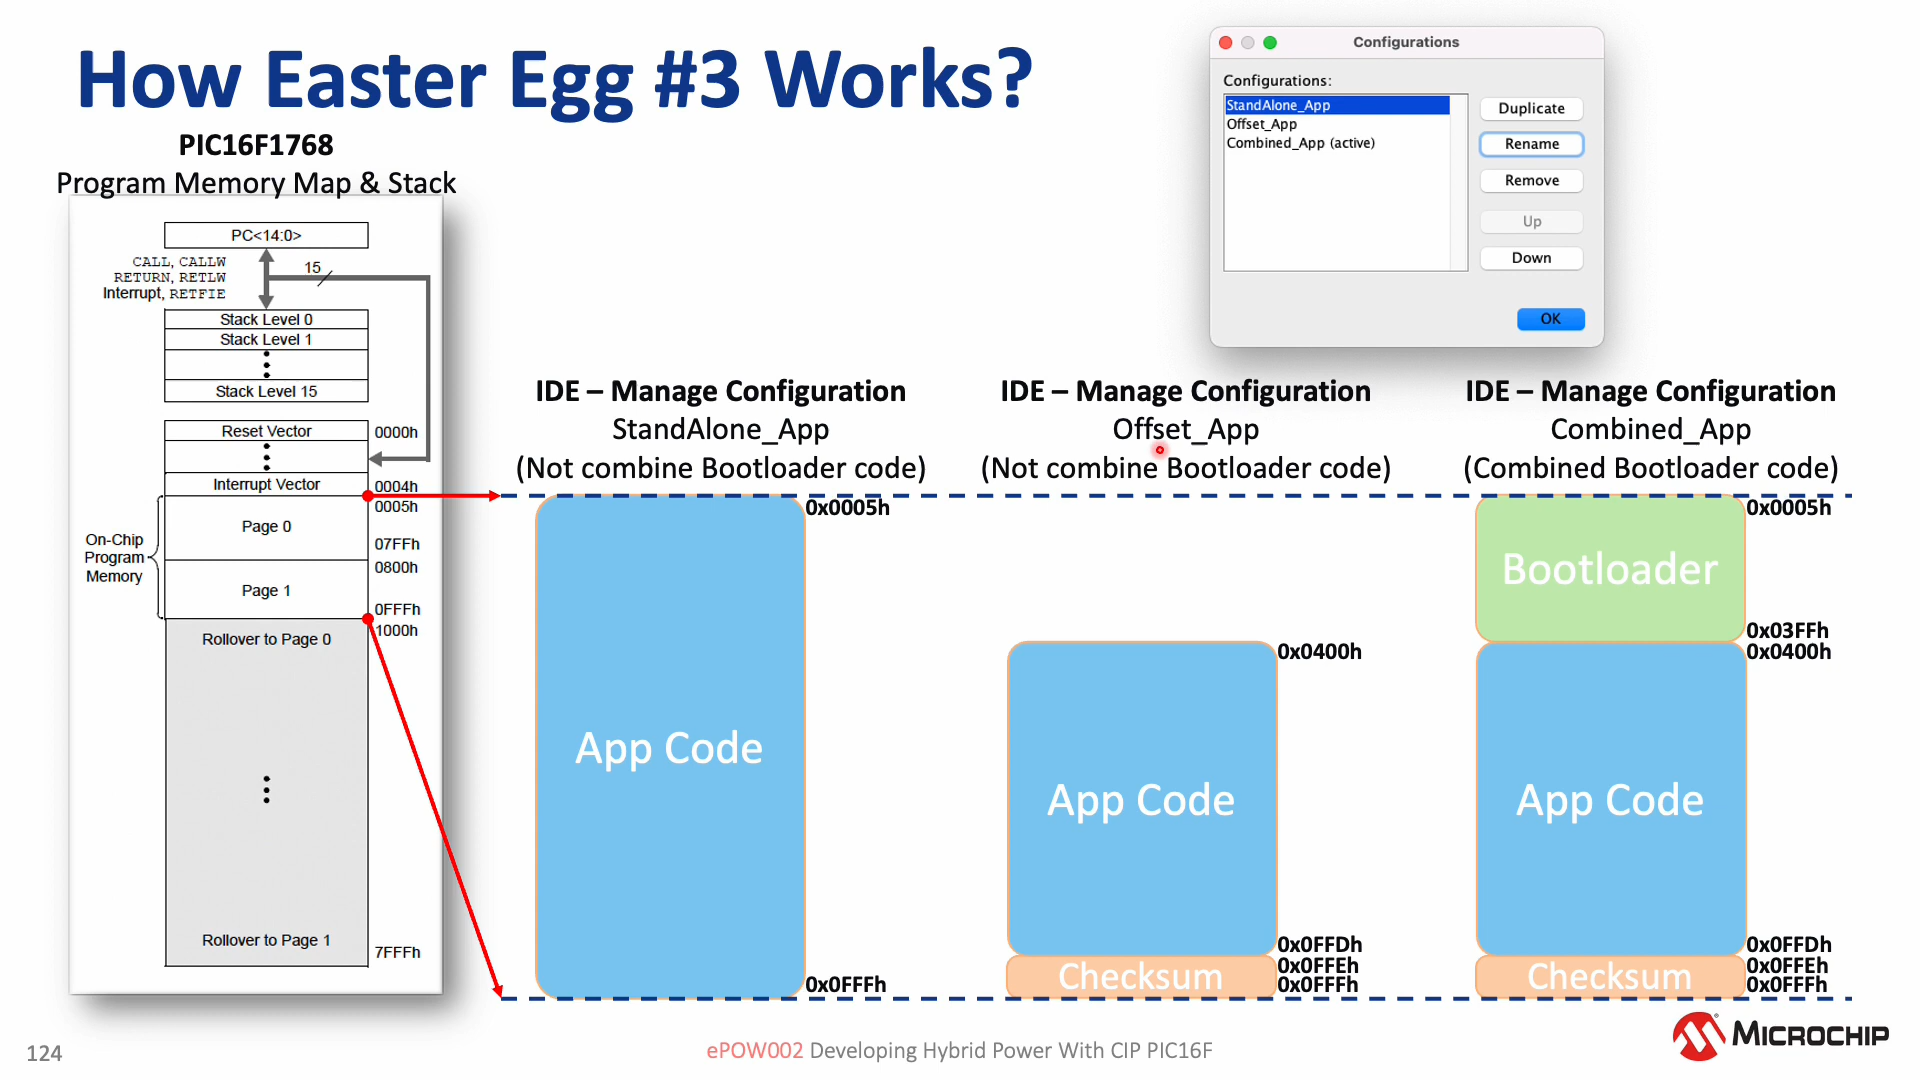 How Easter Egg #3 Works?
PIC16F1768
Program Memory Map & Stack
PC<14:0>
CALL, CALLW
RETURN, RETLW
Interrupt, RETFIE
15
Stack Level 0
Stack Level 1
Stack Level 15
Reset Vector
0000h
Interrupt Vector
0004h
0005h
On-Chip
Program
Memory
Page 0
07FFh
0800h
Page 1
0FFFh
1000h
Rollover to Page 0
Rollover to Page 1
7FFFh
Configurations
Configurations:
StandAlone_App
Offset_App
Combined_App (active)
Duplicate
Rename
Remove
Up
Down
OK
IDE – Manage Configuration
StandAlone_App
(Not combine Bootloader code)
0x0005h
App Code
0x0FFFh
IDE – Manage Configuration
Offset_App
(Not combine Bootloader code)
0x0400h
App Code
0x0FFDh
0x0FFEh
Checksum
0x0FFFh
IDE – Manage Configuration
Combined_App
(Combined Bootloader code)
0x0005h
Bootloader
0x03FFh
0x0400h
App Code
0x0FFDh
0x0FFEh
Checksum
0x0FFFh
124
ePOW002 Developing Hybrid Power With CIP PIC16F
MICROCHIP